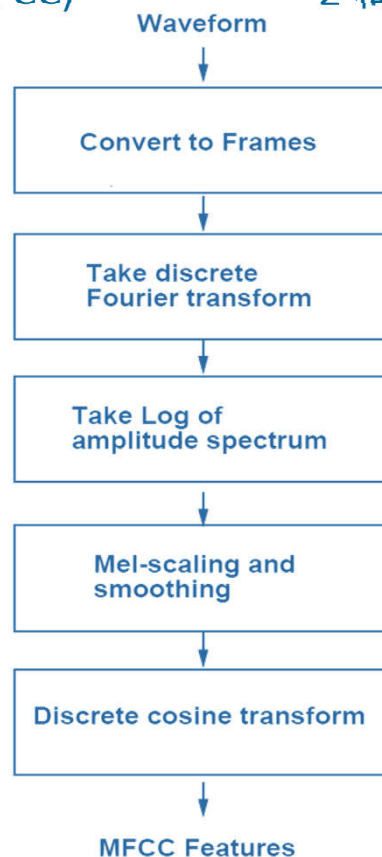 CC)
Waveform
Convert to Frames
Take discrete
Fourier transform
Take Log of
amplitude spectrum
Mel-scaling and
smoothing
Discrete cosine transform
MFCC Features